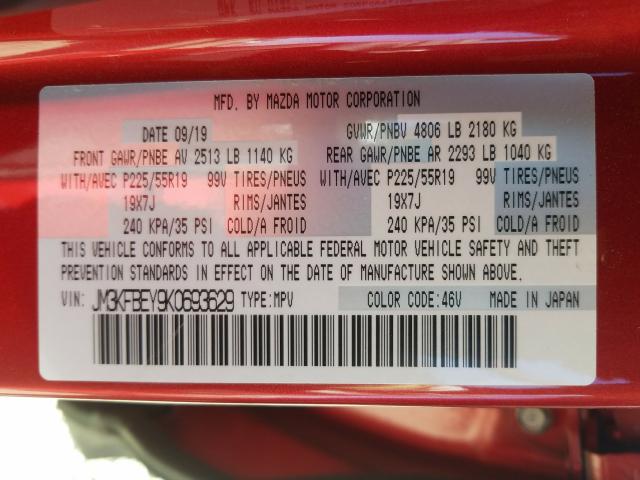 MFD. BY MAZDA MOTOR CORPORATION
DATE 09/19 GVWR/PNBV 4806 LB 2180 KG
FRONT GAWR/PNBE AV 2513 LB 1140 KG REAR GAWR/PNBE AR 2293 LB 1040 KG
WITH/AVEC P225/55R19 99V TIRES/PNEUS WITH/AVEC P225/55R19 99V TIRES/PNEUS
19X7J RIMS/JANTES 19X7J RIMS/JANTES
240 KPA/35 PSI COLD/A FROID 240 KPA/35 PSI COLD/A FROID
THIS VEHICLE CONFORMS TO ALL APPLICABLE FEDERAL MOTOR VEHICLE SAFETY AND THEFT
PREVENTION STANDARDS IN EFFECT ON THE DATE OF MANUFACTURE SHOWN ABOVE.
VIN: JM3KFBEY9K0693629 TYPE:MPV COLOR CODE:46V MADE IN JAPAN